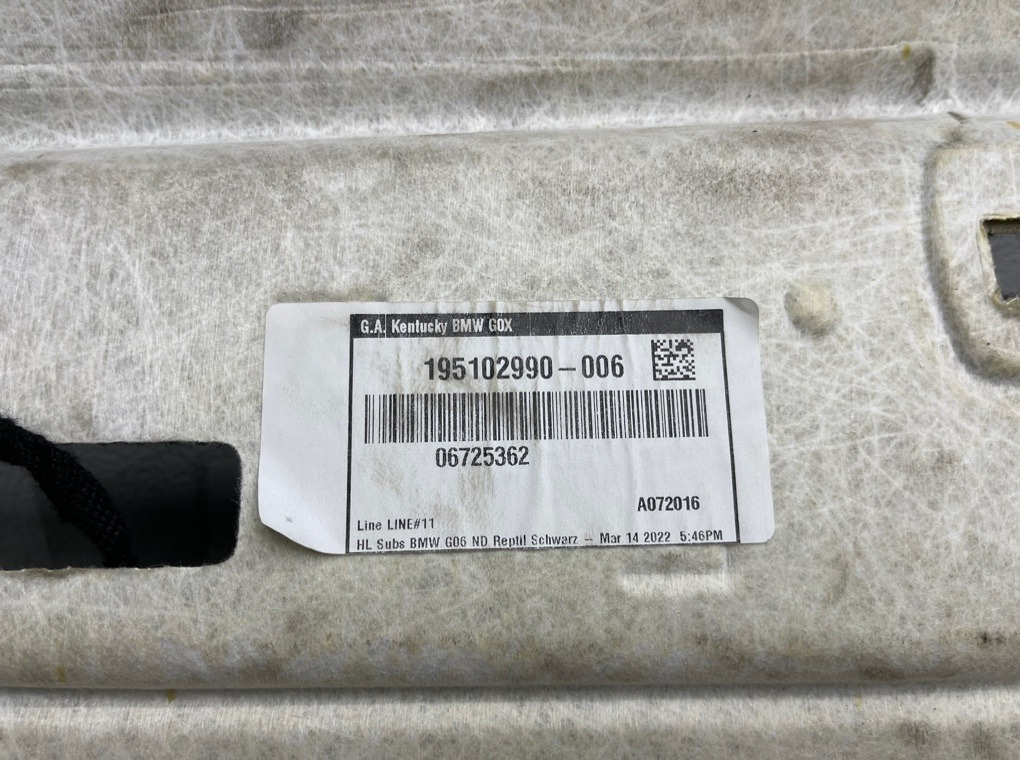 G.A. Kentucky BMW G0X
195102990-006
06725362
A072016
Line LINE#11
HL Subs BMW G06 ND Reptil Schwarz - Mar 14 2022 5:46PM